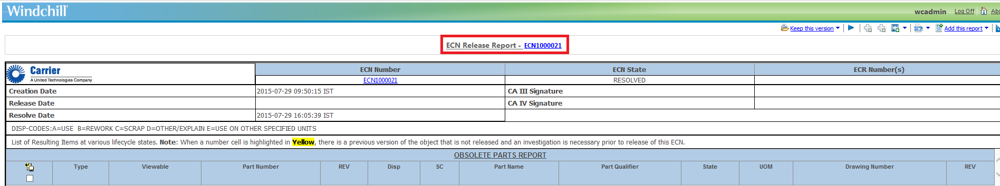 Windchill
wcadmin Log Off
Keep this version Add this report
ECN Release Report - ECN1000021
Carrier
A United Technologies Company
ECN Number ECN State ECR Number(s)
ECN1000021 RESOLVED
Creation Date 2015-07-29 09:50:15 IST CA III Signature
Release Date CA IV Signature
Resolve Date 2015-07-29 16:05:39 IST
DISP-CODES:A=USE B=REWORK C=SCRAP D=OTHER/EXPLAIN E=USE ON OTHER SPECIFIED UNITS
List of Resulting Items at various lifecycle states. Note: When a number cell is highlighted in Yellow, there is a previous version of the object that is not released and an investigation is necessary prior to release of this ECN.
OBSOLETE PARTS REPORT
Type Viewable Part Number REV Disp SC Part Name Part Qualifier State UOM Drawing Number REV